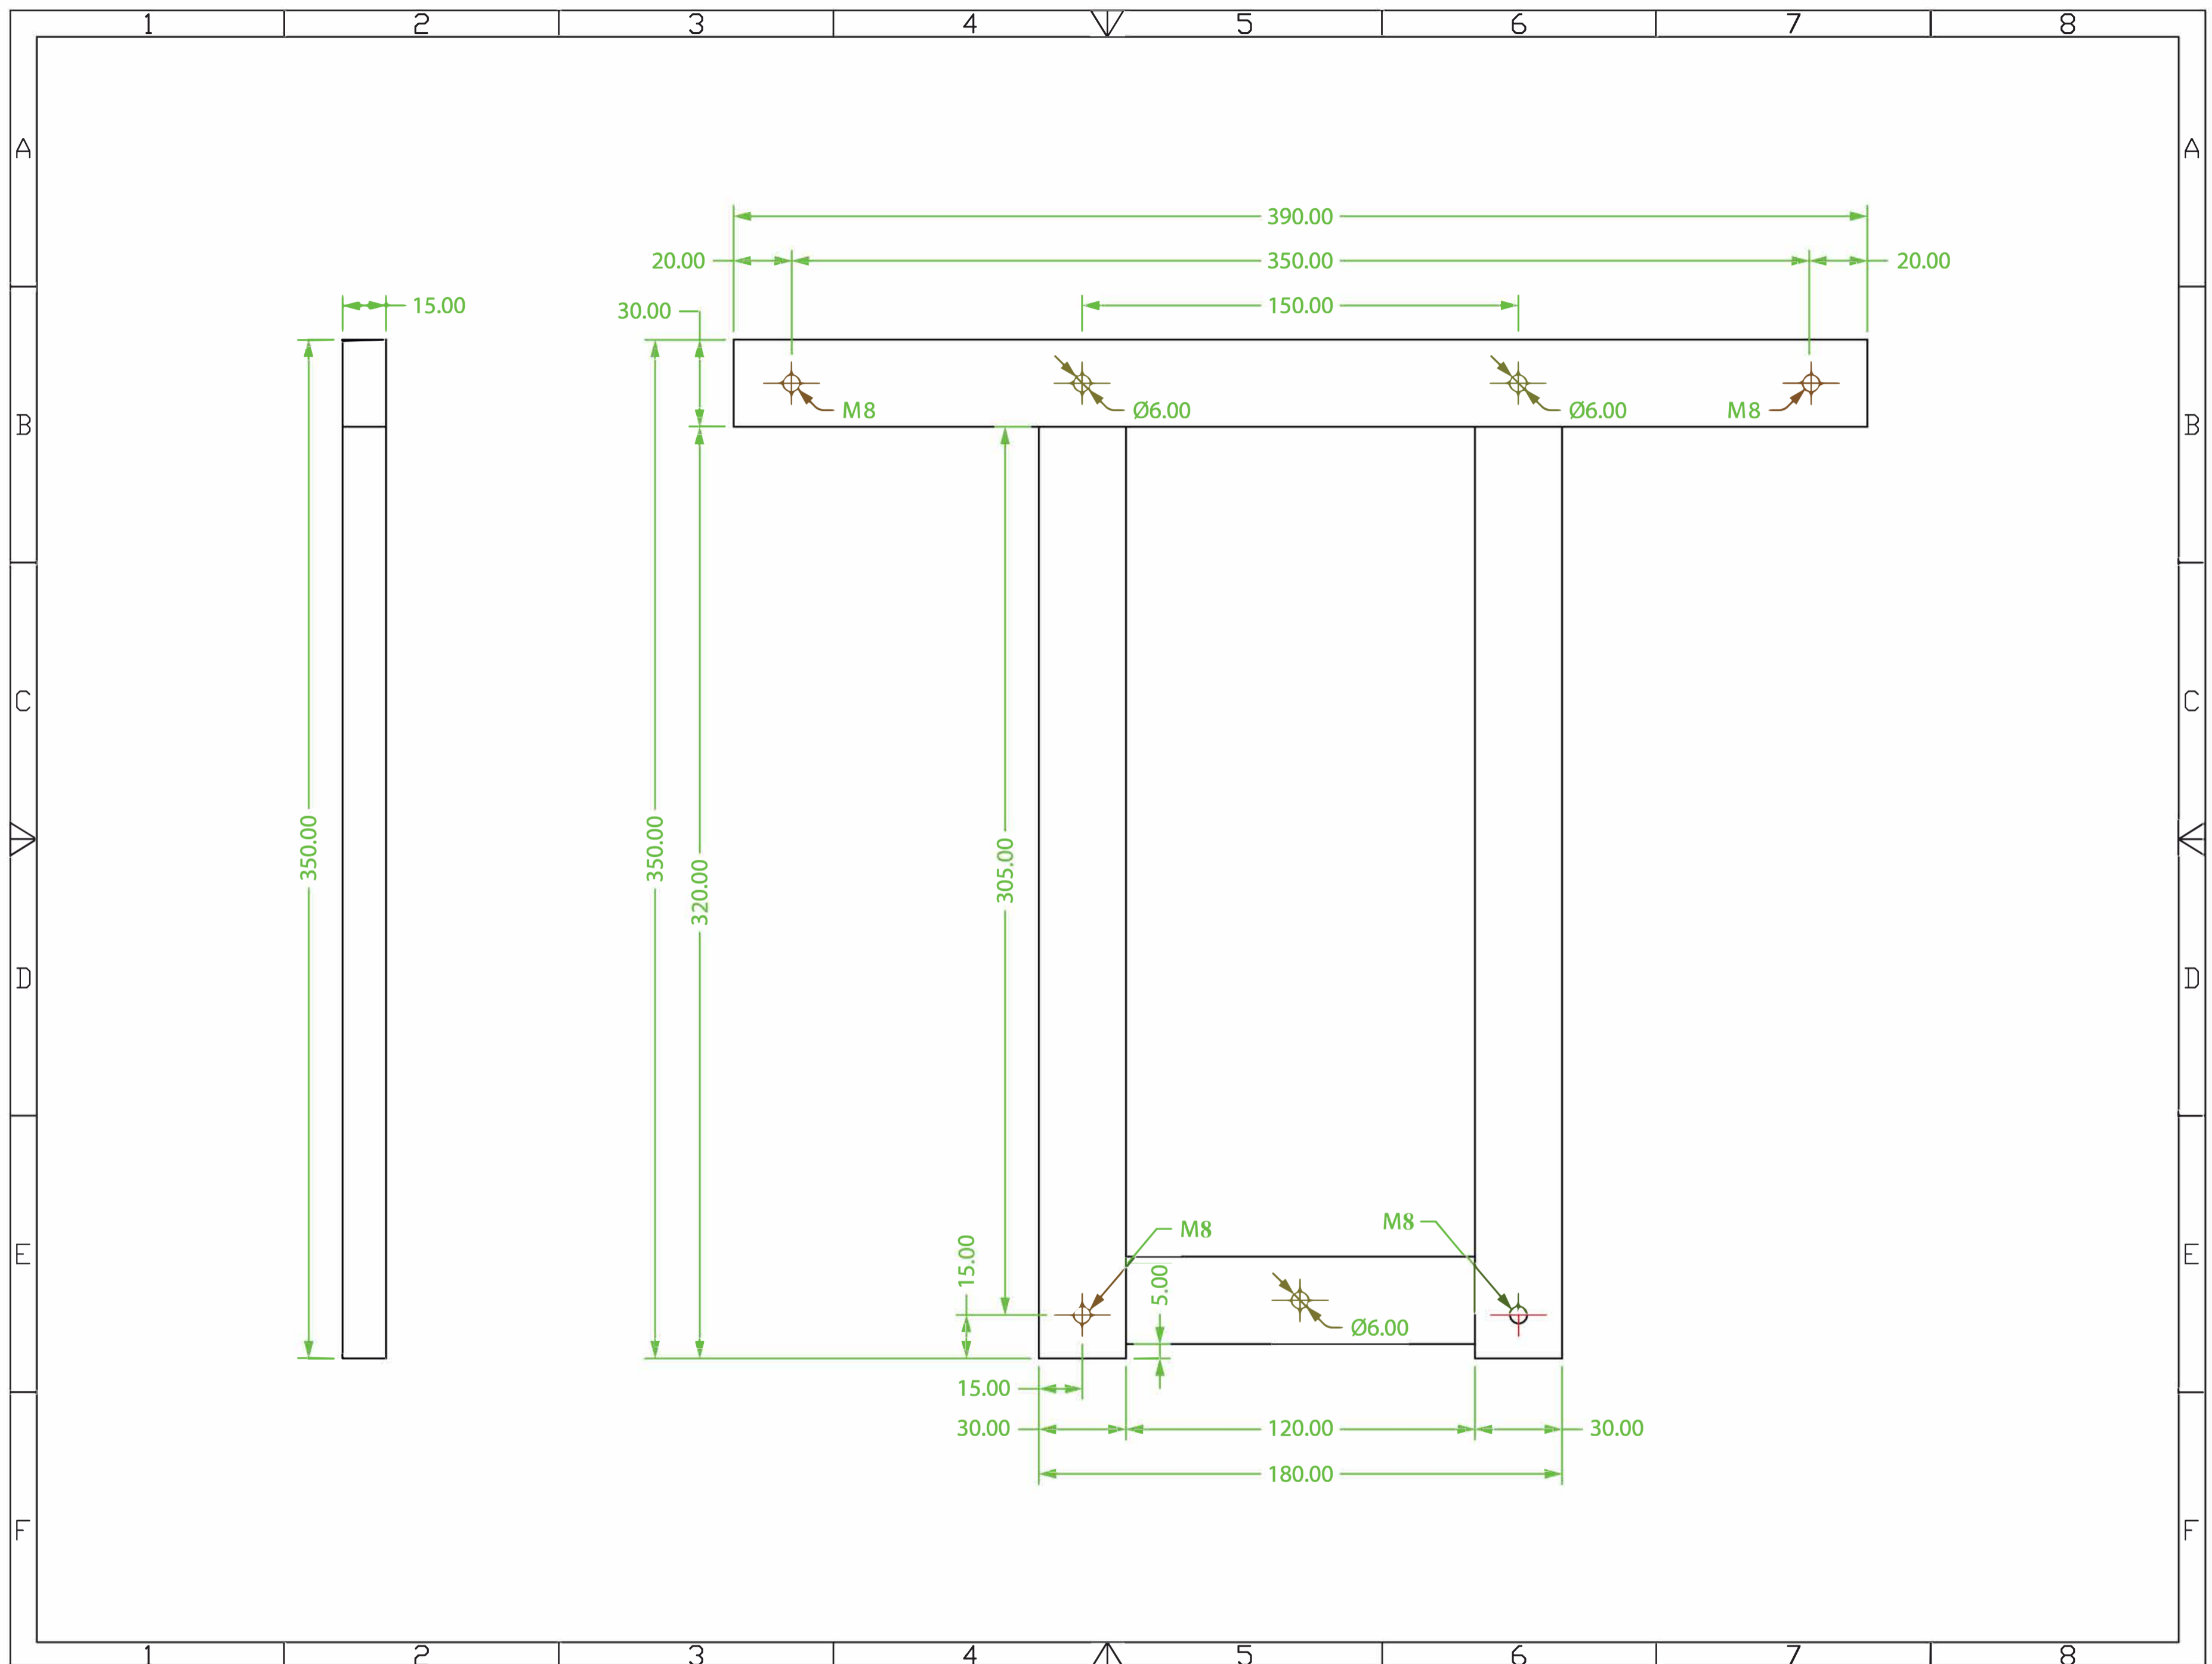 1 2 3 4 5 6 7 8
A A
390.00
20.00 350.00 20.00
15.00 30.00 150.00
M8 Ø6.00 Ø6.00 M8
B B
C C
350.00 350.00 320.00 305.00
D D
M8 M8
E E
15.00 5.00
Ø6.00
15.00
30.00 120.00 30.00
180.00
F F
1 2 3 4 5 6 7 8